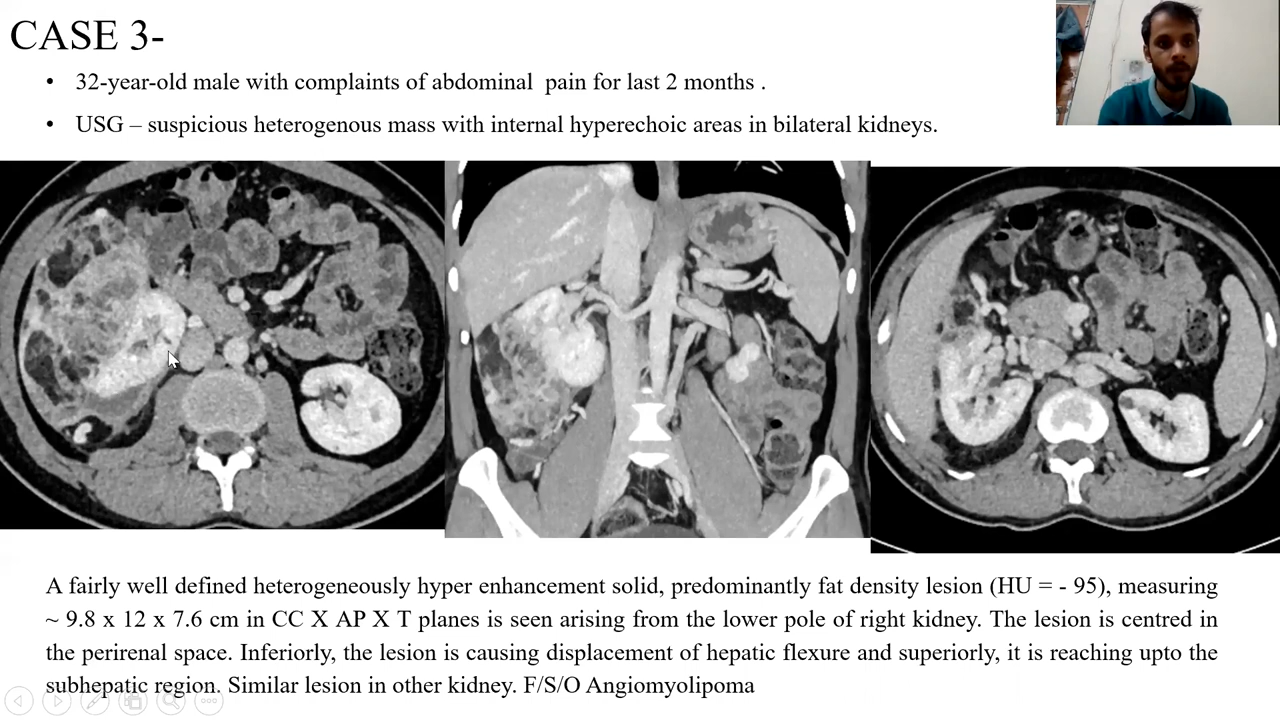 CASE 3-
• 32-year-old male with complaints of abdominal pain for last 2 months .
• USG – suspicious heterogenous mass with internal hyperechoic areas in bilateral kidneys.
A fairly well defined heterogeneously hyper enhancement solid, predominantly fat density lesion (HU = - 95), measuring
~ 9.8 x 12 x 7.6 cm in CC X AP X T planes is seen arising from the lower pole of right kidney. The lesion is centred in
the perirenal space. Inferiorly, the lesion is causing displacement of hepatic flexure and superiorly, it is reaching upto the
subhepatic region. Similar lesion in other kidney. F/S/O Angiomyolipoma